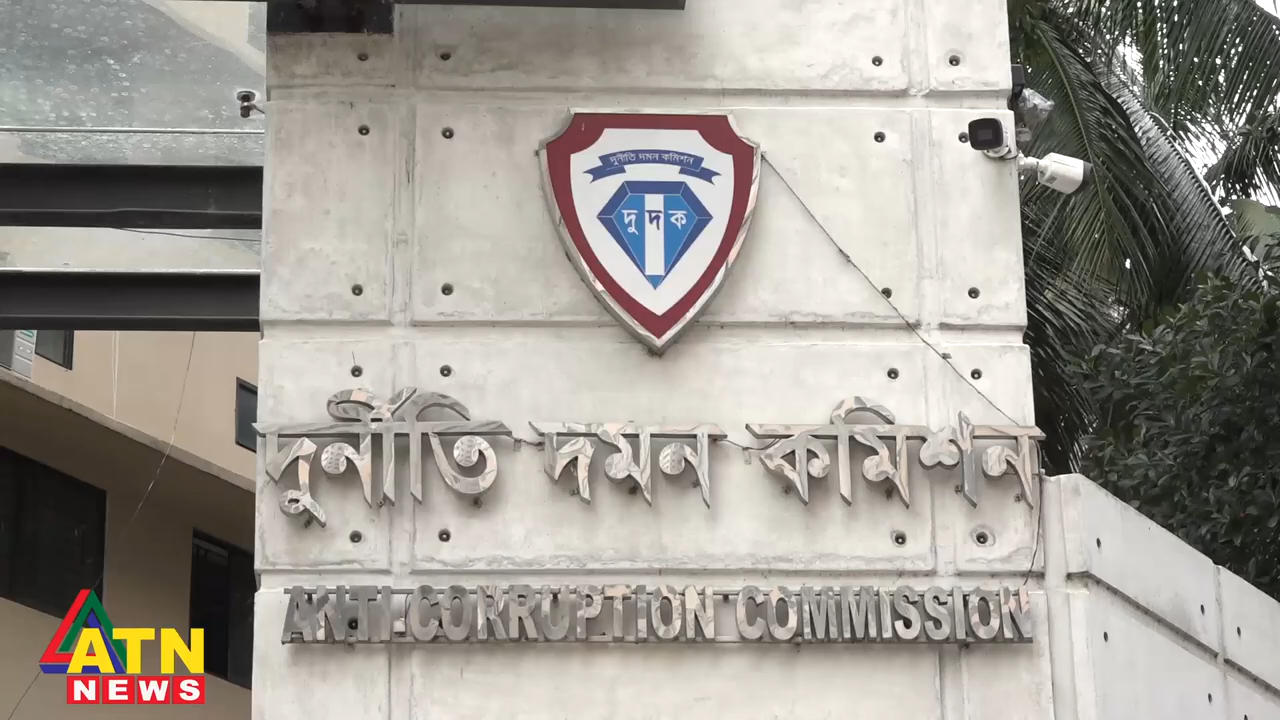 দুর্নীতি দমন কমিশন
দুদক
দুর্নীতি দমন কমিশন
ANTI-CORRUPTION COMMISSION
ATN
NEWS